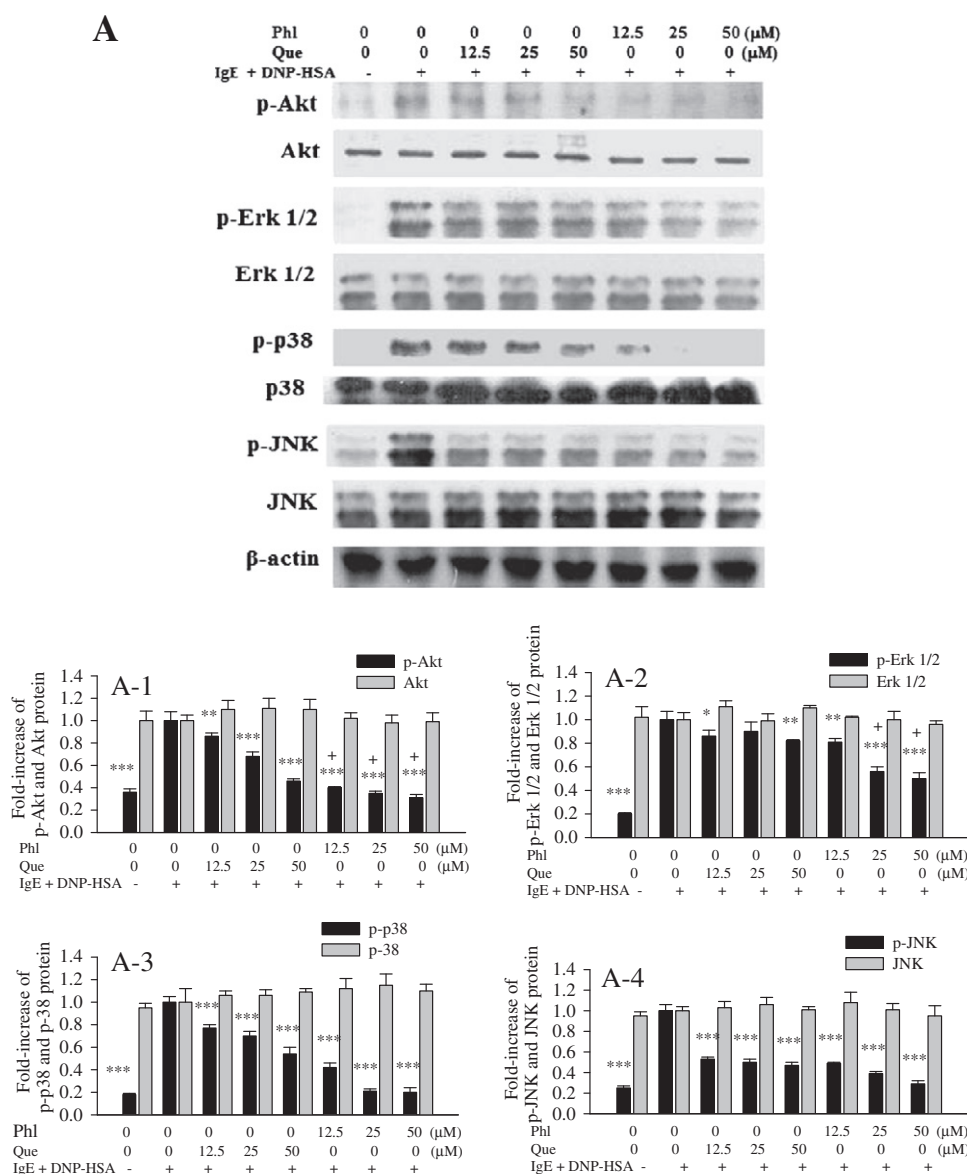 A
Phl 0 0 0 0 0 12.5 25 50 (μM)
Que 0 0 12.5 25 50 0 0 0 (μM)
IgE + DNP-HSA - + + + + + + +
p-Akt
Akt
p-Erk 1/2
Erk 1/2
p-p38
p38
p-JNK
JNK
β-actin
A-1
p-Akt
Akt
Fold-increase of
p-Akt and Akt protein
1.4
1.2
1.0
0.8
0.6
0.4
0.2
0.0
*** ** *** *** + *** + *** + ***
Phl 0 0 0 0 0 12.5 25 50 (μM)
Que 0 0 12.5 25 50 0 0 0 (μM)
IgE + DNP-HSA - + + + + + + +
A-2
p-Erk 1/2
Erk 1/2
Fold-increase of
p-Erk 1/2 and Erk 1/2 protein
1.4
1.2
1.0
0.8
0.6
0.4
0.2
0.0
*** * ** ** + *** + ***
Phl 0 0 0 0 0 12.5 25 50 (μM)
Que 0 0 12.5 25 50 0 0 0 (μM)
IgE + DNP-HSA - + + + + + + +
A-3
p-p38
p-38
Fold-increase of
p-p38 and p-38 protein
1.4
1.2
1.0
0.8
0.6
0.4
0.2
0.0
*** *** *** *** *** *** ***
Phl 0 0 0 0 0 12.5 25 50 (μM)
Que 0 0 12.5 25 50 0 0 0 (μM)
IgE + DNP-HSA - + + + + + + +
A-4
p-JNK
JNK
Fold-increase of
p-JNK and JNK protein
1.4
1.2
1.0
0.8
0.6
0.4
0.2
0.0
*** *** *** *** *** *** ***
Phl 0 0 0 0 0 12.5 25 50 (μM)
Que 0 0 12.5 25 50 0 0 0 (μM)
IgE + DNP-HSA - + + + + + + +